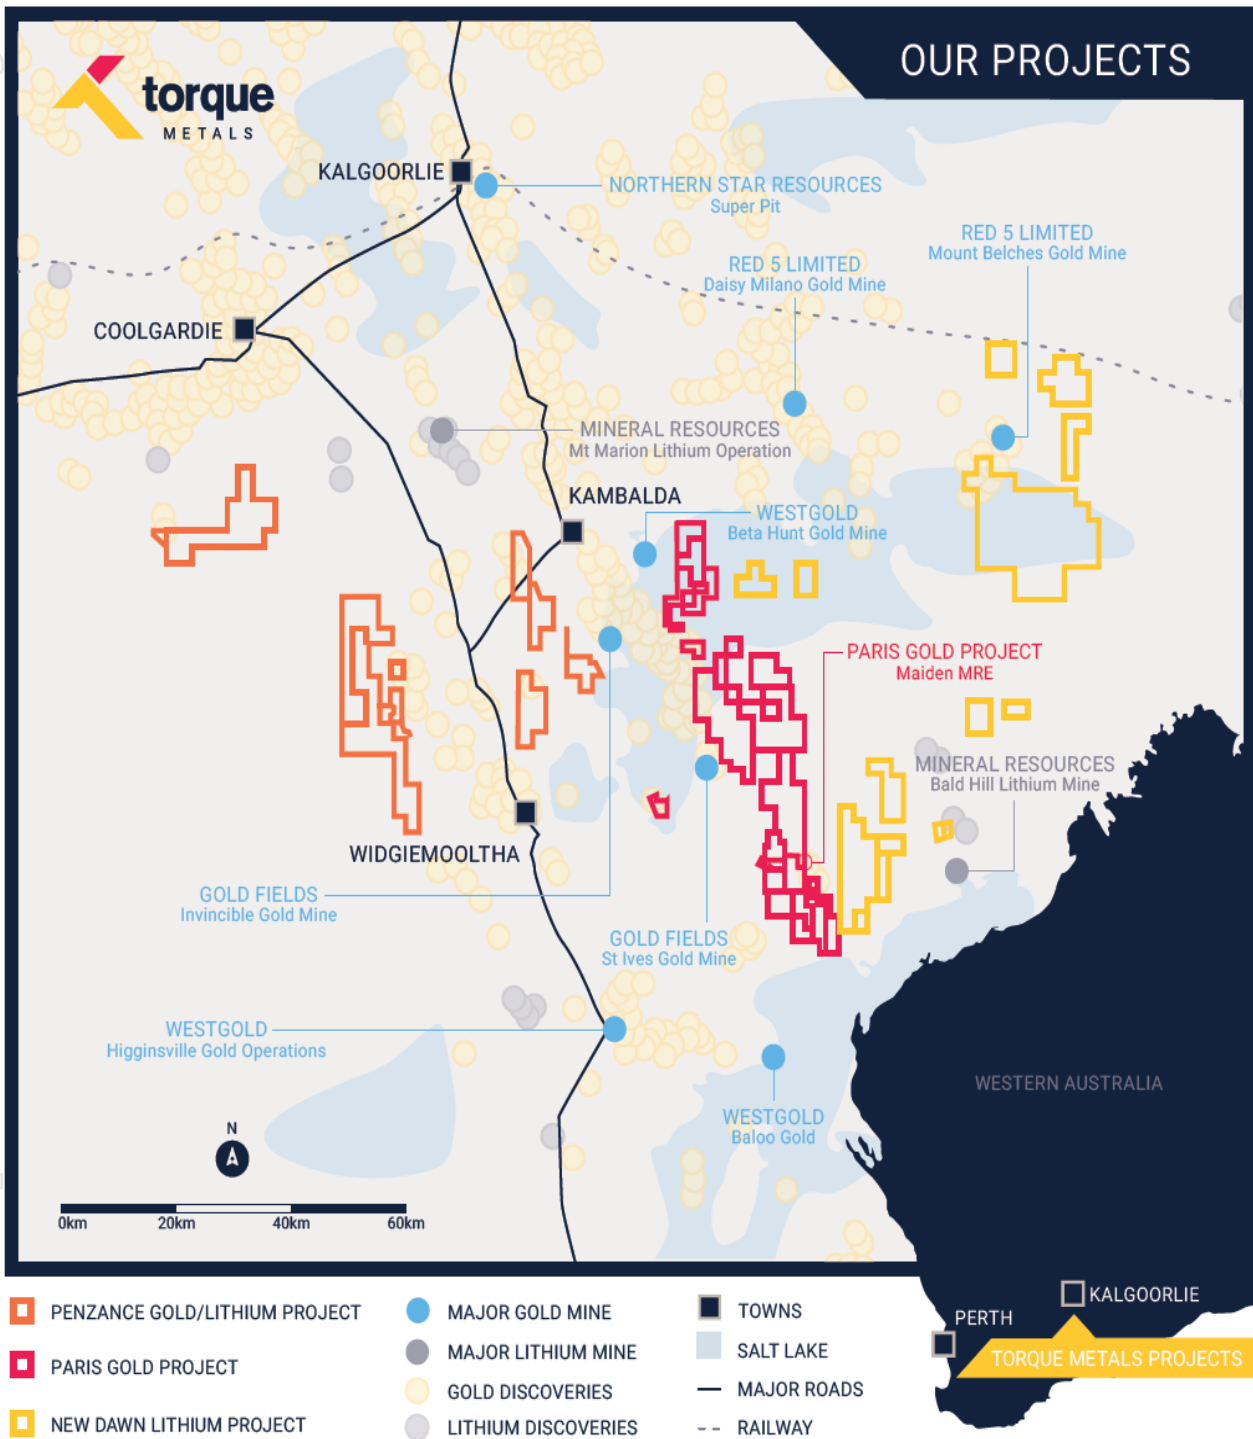 OUR PROJECTS
torque
METALS
KALGOORLIE
NORTHERN STAR RESOURCES
Super Pit
RED 5 LIMITED
Mount Belches Gold Mine
RED 5 LIMITED
Daisy Milano Gold Mine
COOLGARDIE
MINERAL RESOURCES
Mt Marion Lithium Operation
KAMBALDA
WESTGOLD
Beta Hunt Gold Mine
PARIS GOLD PROJECT
Maiden MRE
MINERAL RESOURCES
Bald Hill Lithium Mine
WIDGIEMOOLTHA
GOLD FIELDS
Invincible Gold Mine
GOLD FIELDS
St Ives Gold Mine
WESTGOLD
Higginsville Gold Operations
WESTERN AUSTRALIA
WESTGOLD
Baloo Gold
N
0km 20km 40km 60km
PENZANCE GOLD/LITHIUM PROJECT
PARIS GOLD PROJECT
NEW DAWN LITHIUM PROJECT
MAJOR GOLD MINE
MAJOR LITHIUM MINE
GOLD DISCOVERIES
LITHIUM DISCOVERIES
TOWNS
SALT LAKE
MAJOR ROADS
RAILWAY
KALGOORLIE
PERTH
TORQUE METALS PROJECTS